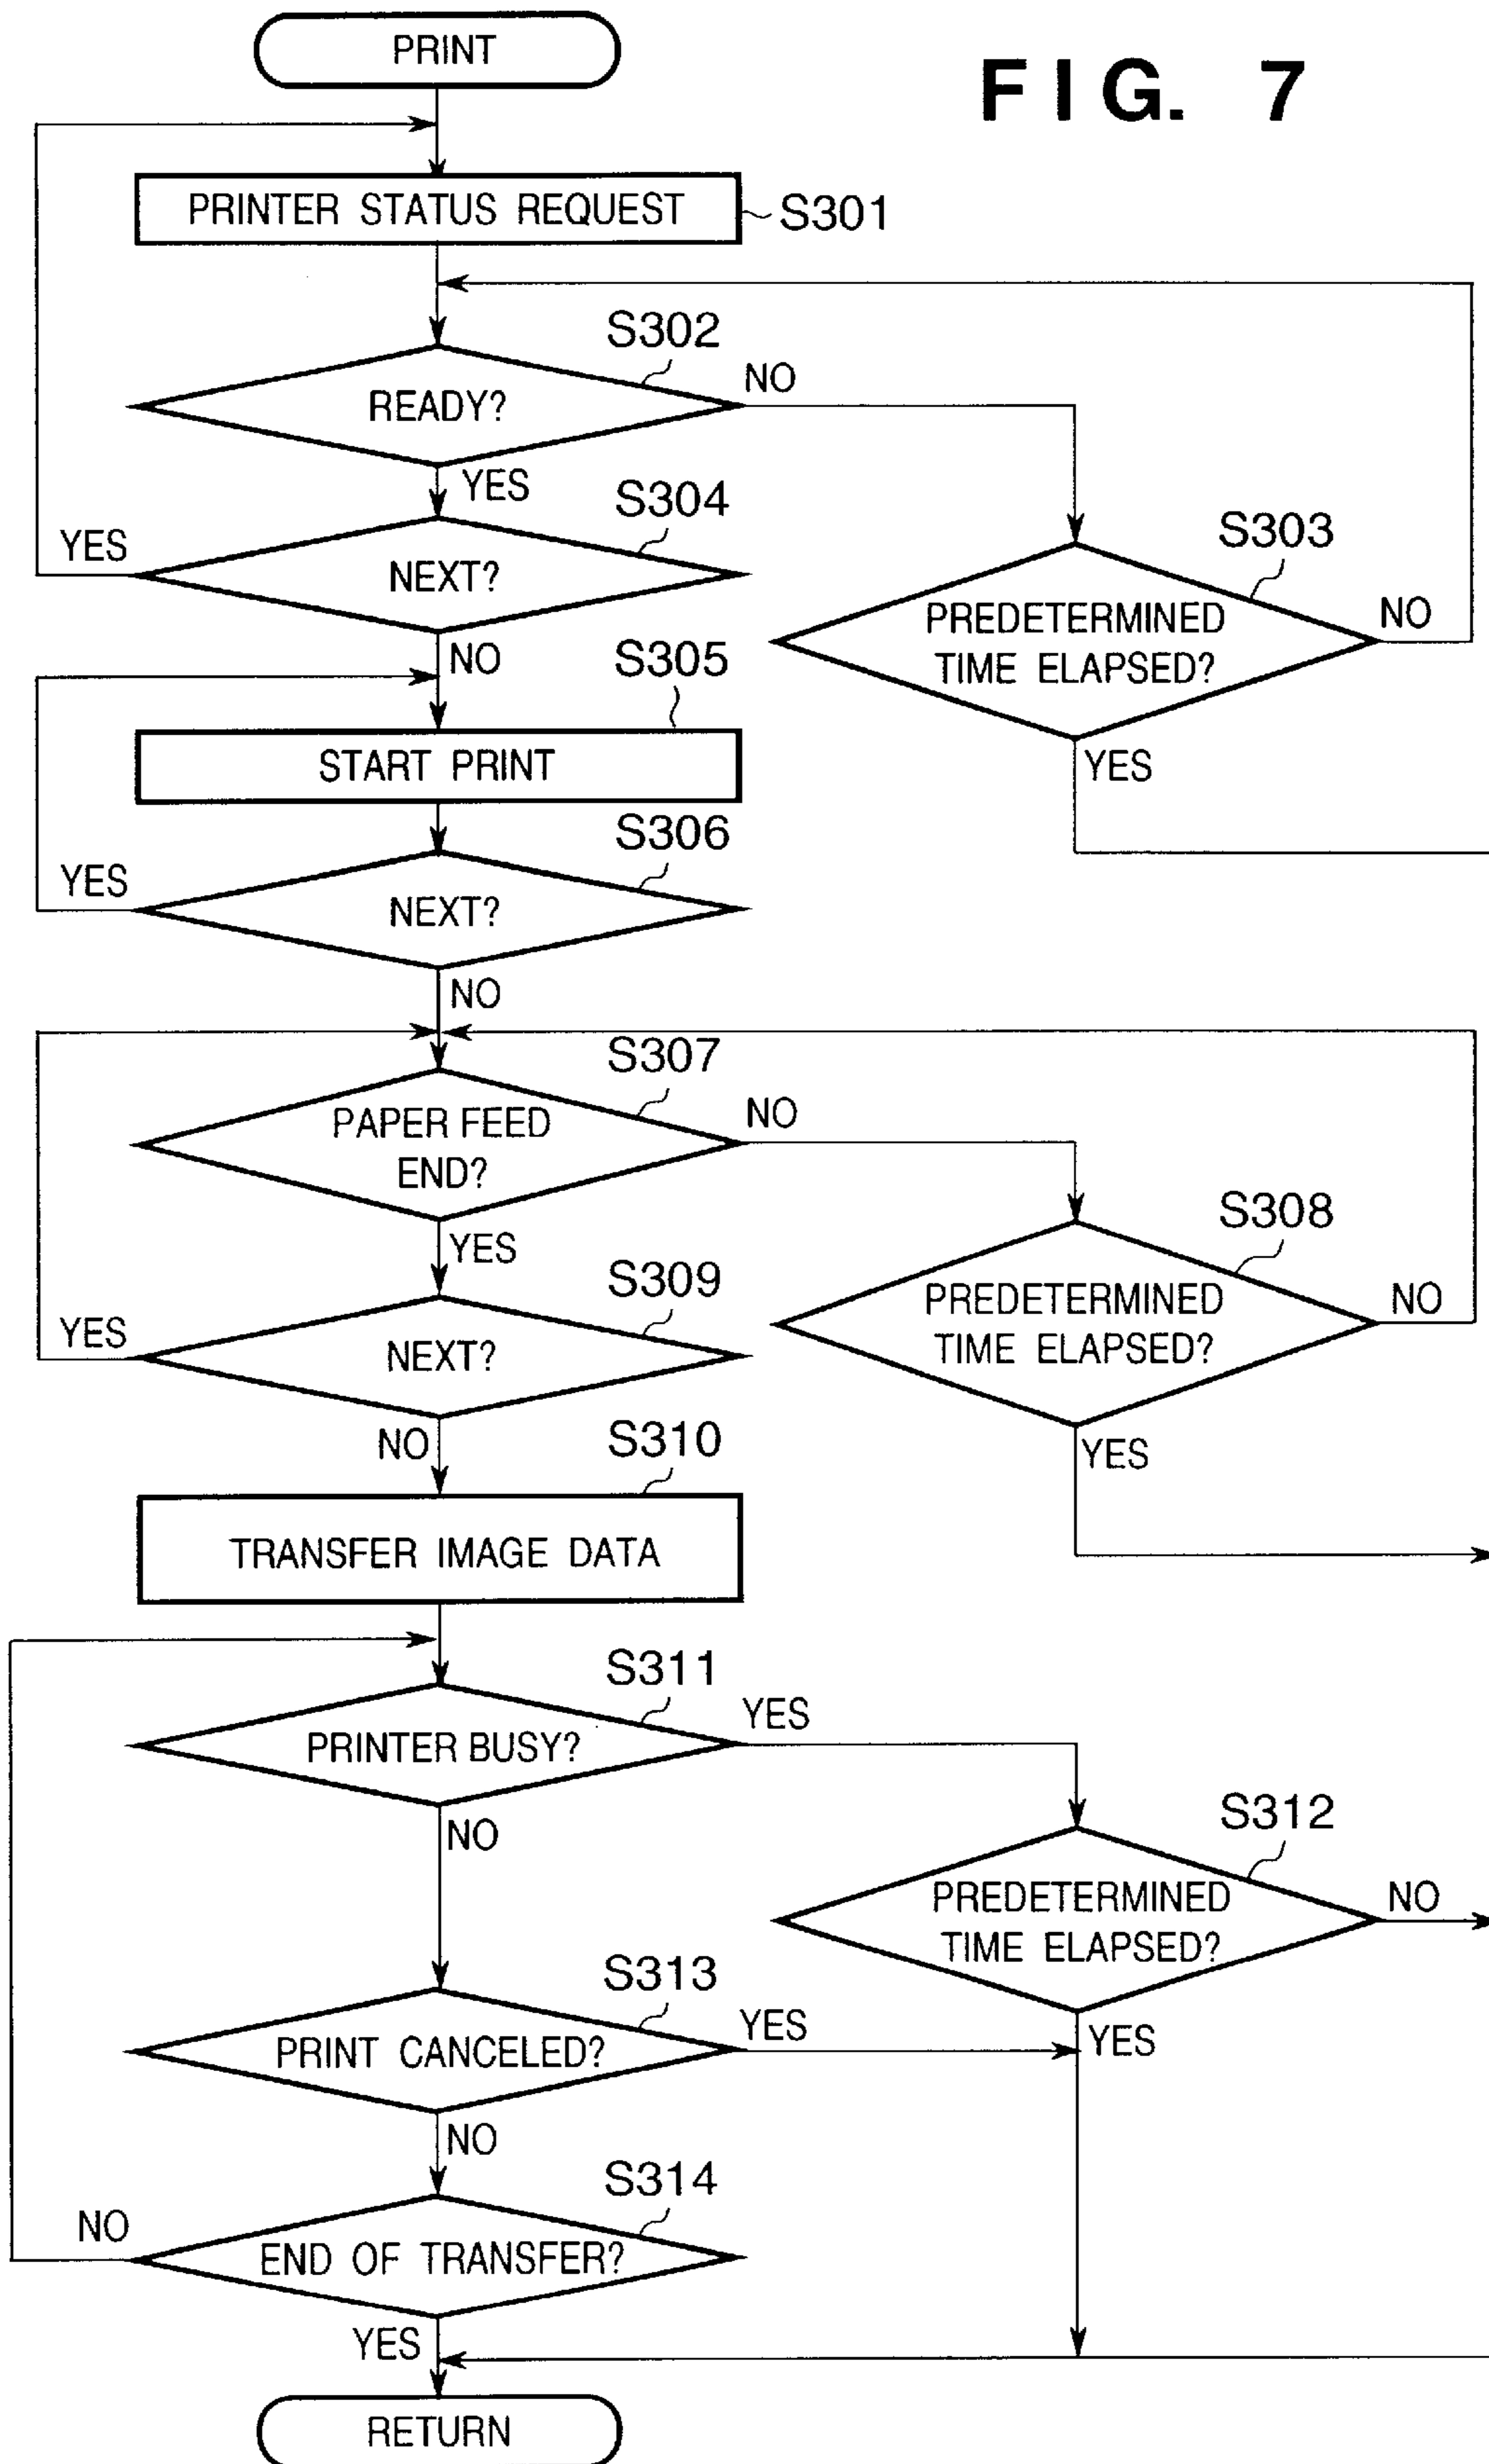 FIG. 7
PRINT
PRINTER STATUS REQUEST
S301
S302
READY?
NO
YES
S304
YES
NEXT?
S303
PREDETERMINED
TIME ELAPSED?
NO
NO
S305
YES
START PRINT
S306
YES
NEXT?
NO
S307
PAPER FEED
END?
NO
YES
S308
PREDETERMINED
TIME ELAPSED?
NO
S309
YES
NEXT?
NO
S310
YES
TRANSFER IMAGE DATA
S311
PRINTER BUSY?
YES
NO
S312
PREDETERMINED
TIME ELAPSED?
NO
S313
PRINT CANCELED?
YES
YES
NO
S314
NO
END OF TRANSFER?
YES
RETURN